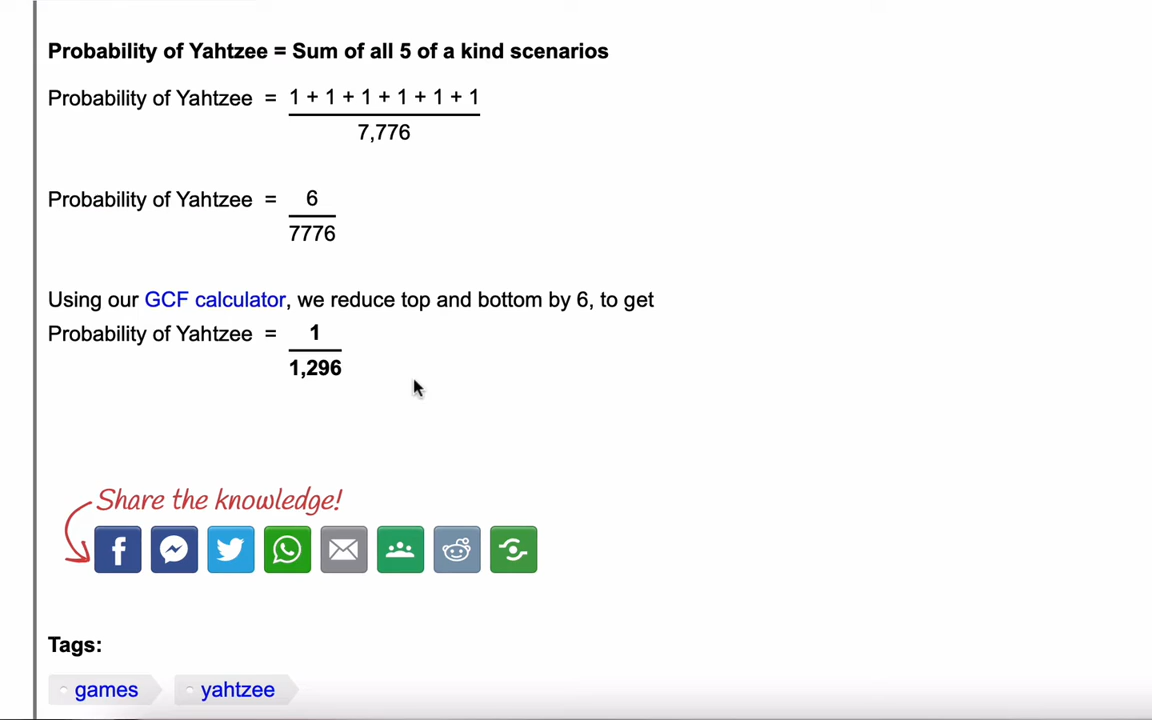 Probability of Yahtzee = Sum of all 5 of a kind scenarios
Probability of Yahtzee = 1 + 1 + 1 + 1 + 1 + 1
7,776
Probability of Yahtzee = 6
7776
Using our GCF calculator, we reduce top and bottom by 6, to get
Probability of Yahtzee = 1
1,296
Share the knowledge!
Tags:
games yahtzee